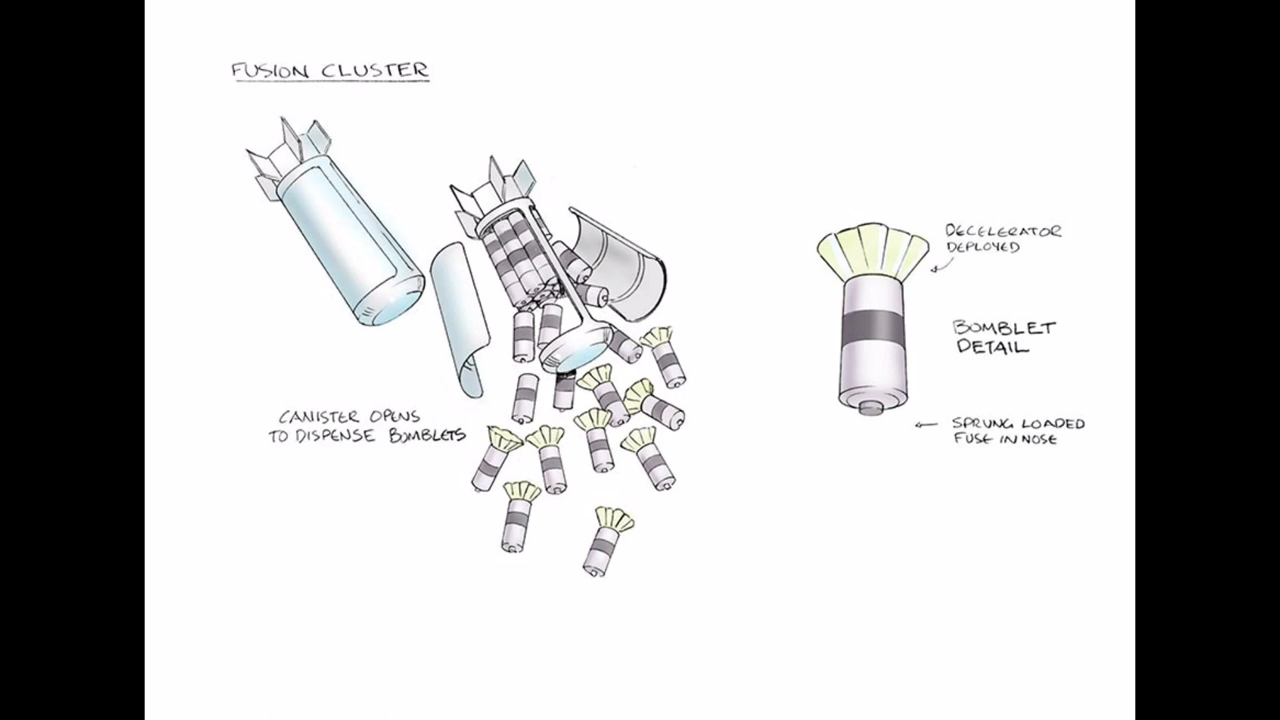 FUSION CLUSTER
DECELERATOR
DEPLOYED
BOMBLET
DETAIL
CANISTER OPENS
TO DISPENSE BOMBLETS
SPRUNG LOADED
FUSE IN NOSE